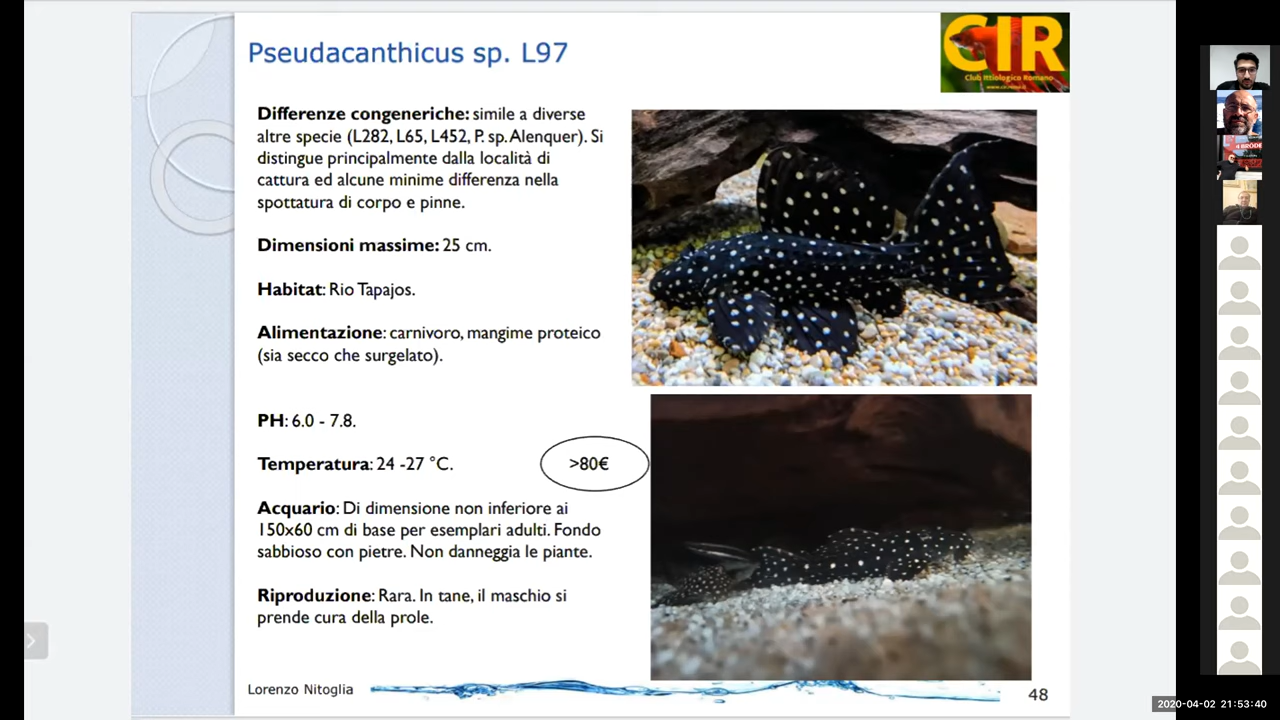 Pseudacanthicus sp. L97
CIR
Club Ittiologico Romano
Differenze congeneriche: simile a diverse
altre specie (L282, L65, L452, P. sp. Alenquer). Si
distingue principalmente dalla località di
cattura ed alcune minime differenza nella
spottatura di corpo e pinne.
Dimensioni massime: 25 cm.
Habitat: Rio Tapajos.
Alimentazione: carnivoro, mangime proteico
(sia secco che surgelato).
PH: 6.0 - 7.8.
Temperatura: 24 -27 °C.
>80€
Acquario: Di dimensione non inferiore ai
150x60 cm di base per esemplari adulti. Fondo
sabbioso con pietre. Non danneggia le piante.
Riproduzione: Rara. In tane, il maschio si
prende cura della prole.
Lorenzo Nitoglia
48
2020-04-02 21:53:40